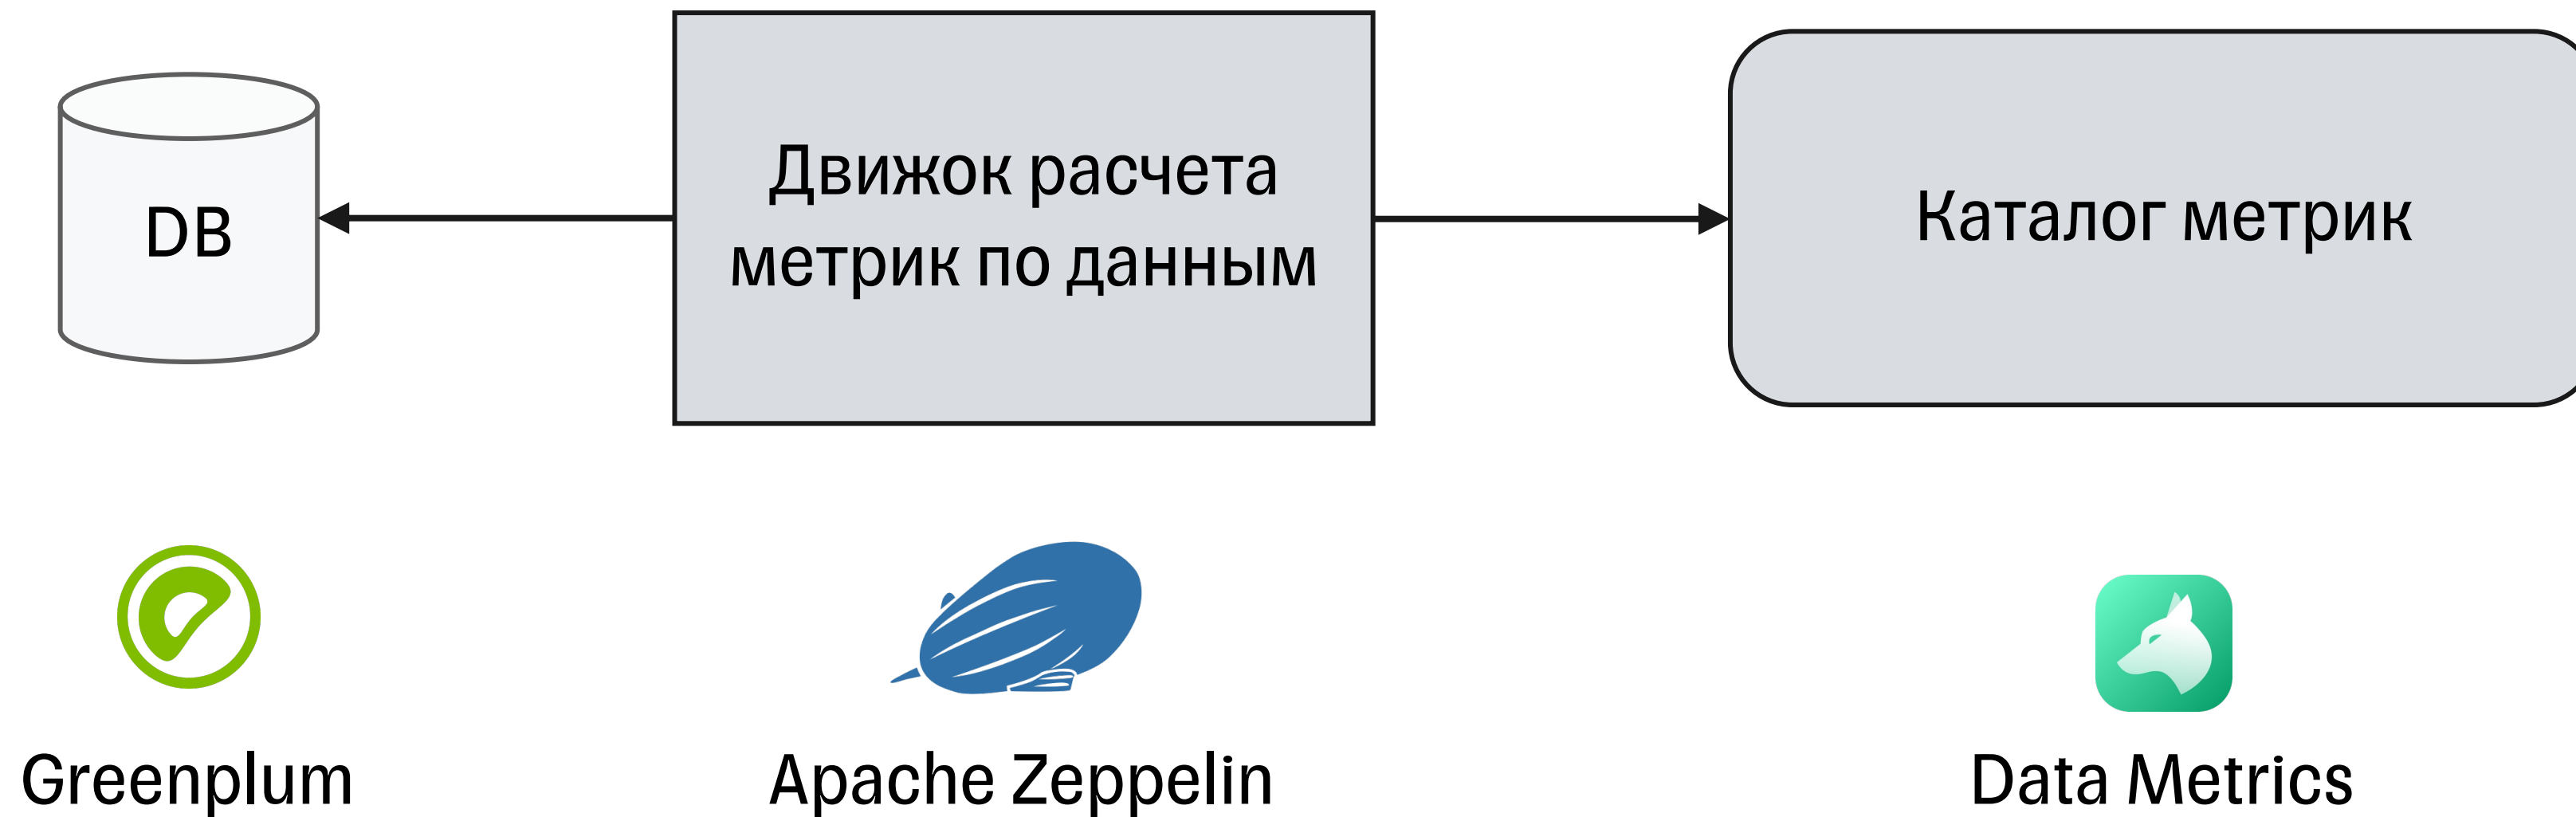 DB
Движок расчета
метрик по данным
Каталог метрик
Greenplum
Apache Zeppelin
Data Metrics